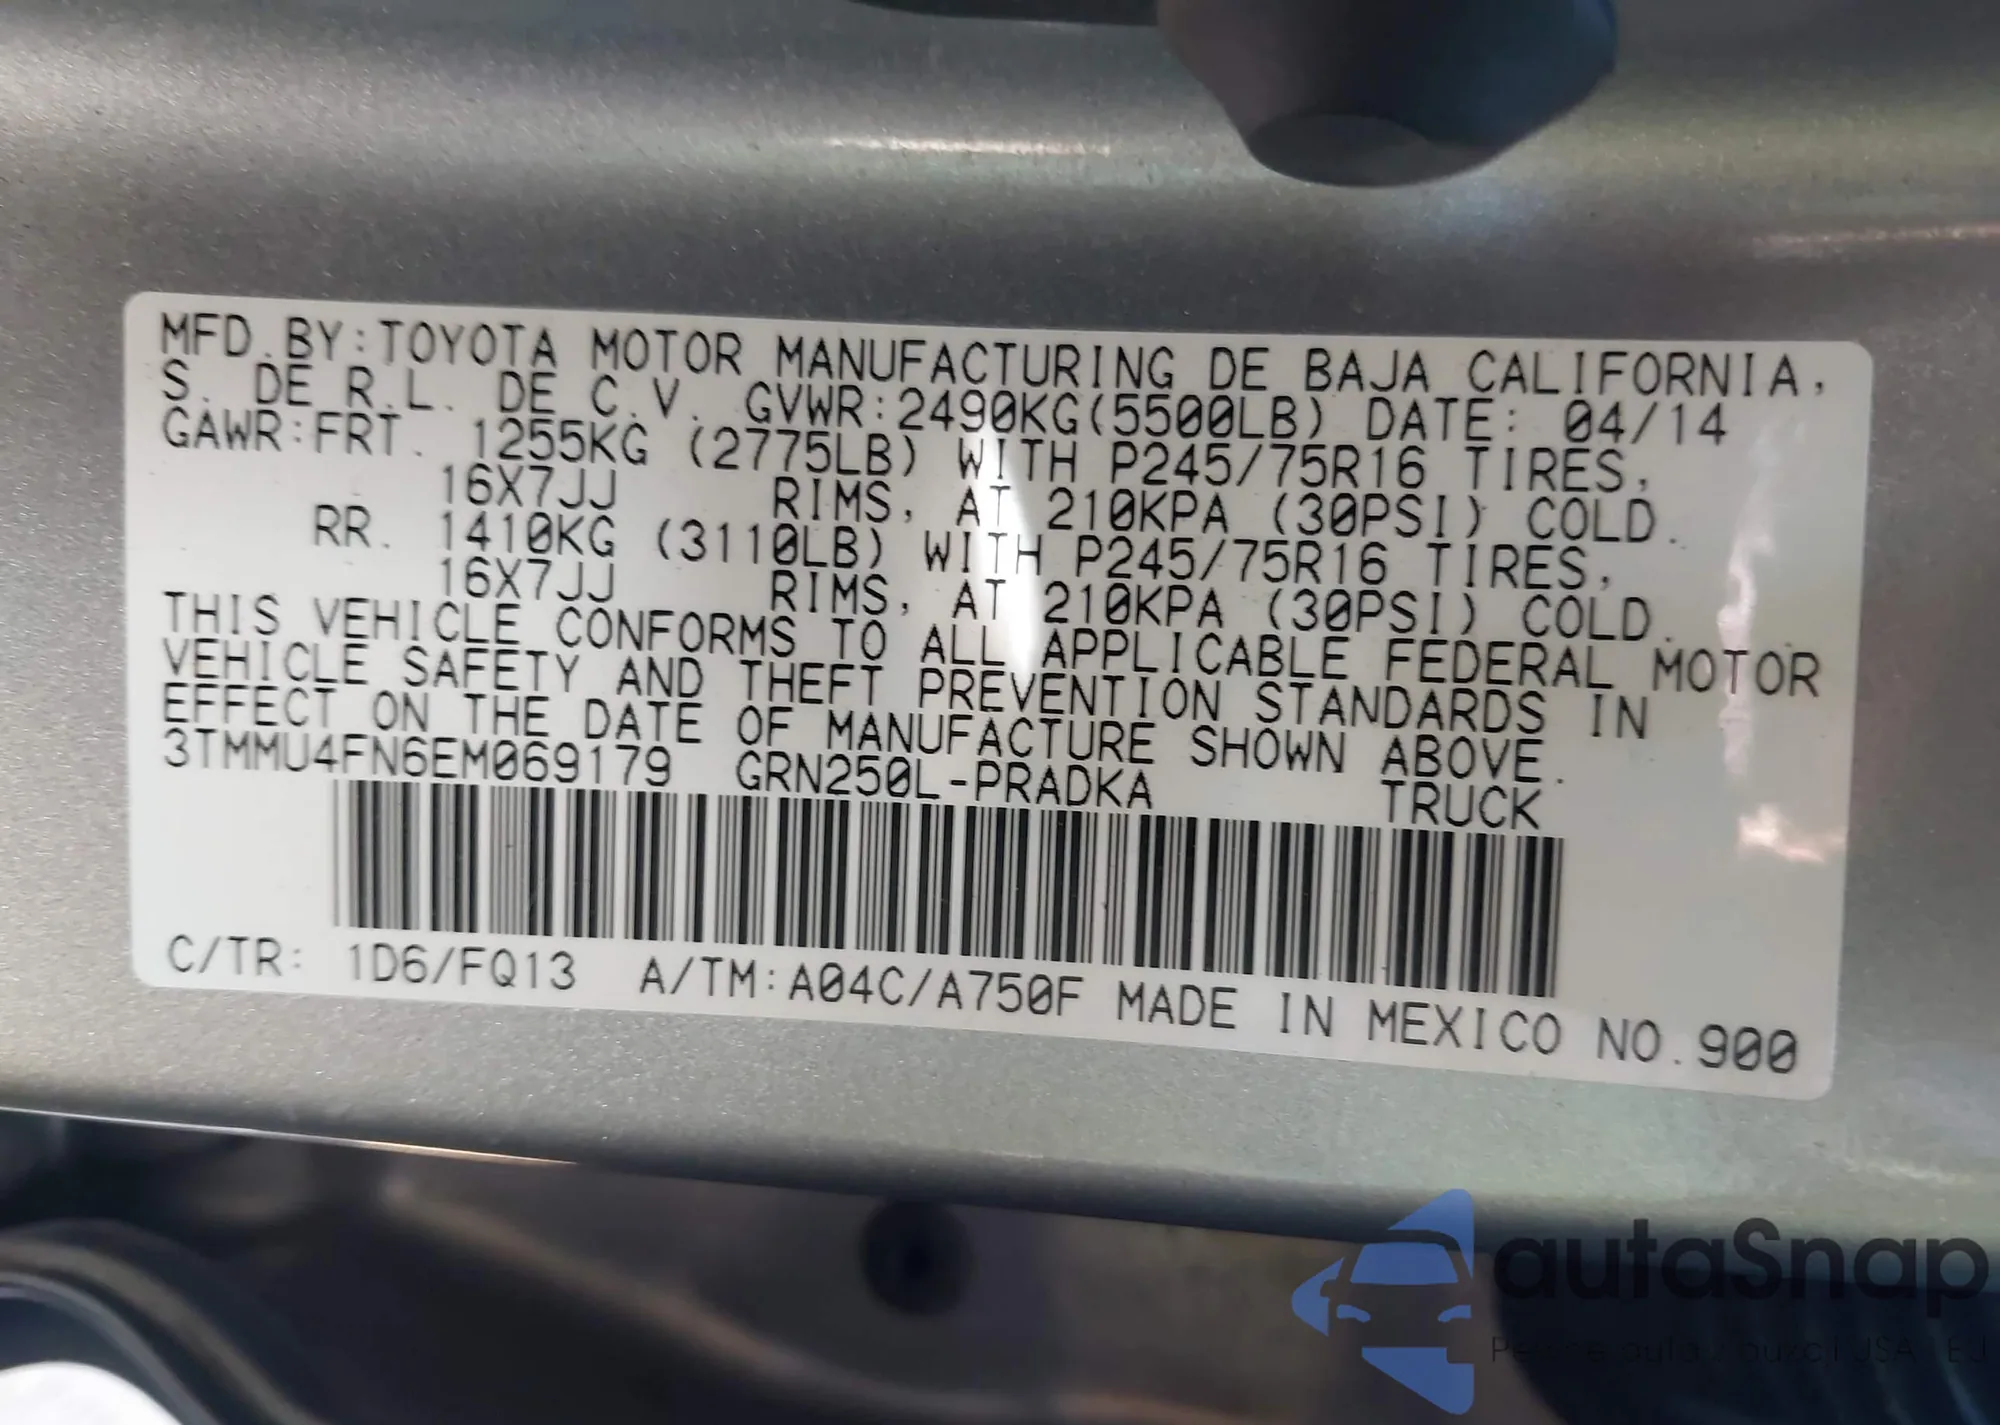 MFD.BY:TOYOTA MOTOR MANUFACTURING DE BAJA CALIFORNIA,
S. DE R.L. DE C.V. GVWR:2490KG(5500LB) DATE: 04/14
GAWR:FRT. 1255KG (2775LB) WITH P245/75R16 TIRES,
16X7JJ RIMS, AT 210KPA (30PSI) COLD.
RR. 1410KG (3110LB) WITH P245/75R16 TIRES,
16X7JJ RIMS, AT 210KPA (30PSI) COLD.
THIS VEHICLE CONFORMS TO ALL APPLICABLE FEDERAL MOTOR
VEHICLE SAFETY AND THEFT PREVENTION STANDARDS IN
EFFECT ON THE DATE OF MANUFACTURE SHOWN ABOVE.
3TMMU4FN6EM069179 GRN250L-PRADKA TRUCK
C/TR: 1D6/FQ13 A/TM:A04C/A750F MADE IN MEXICO NO.900
autaSnap